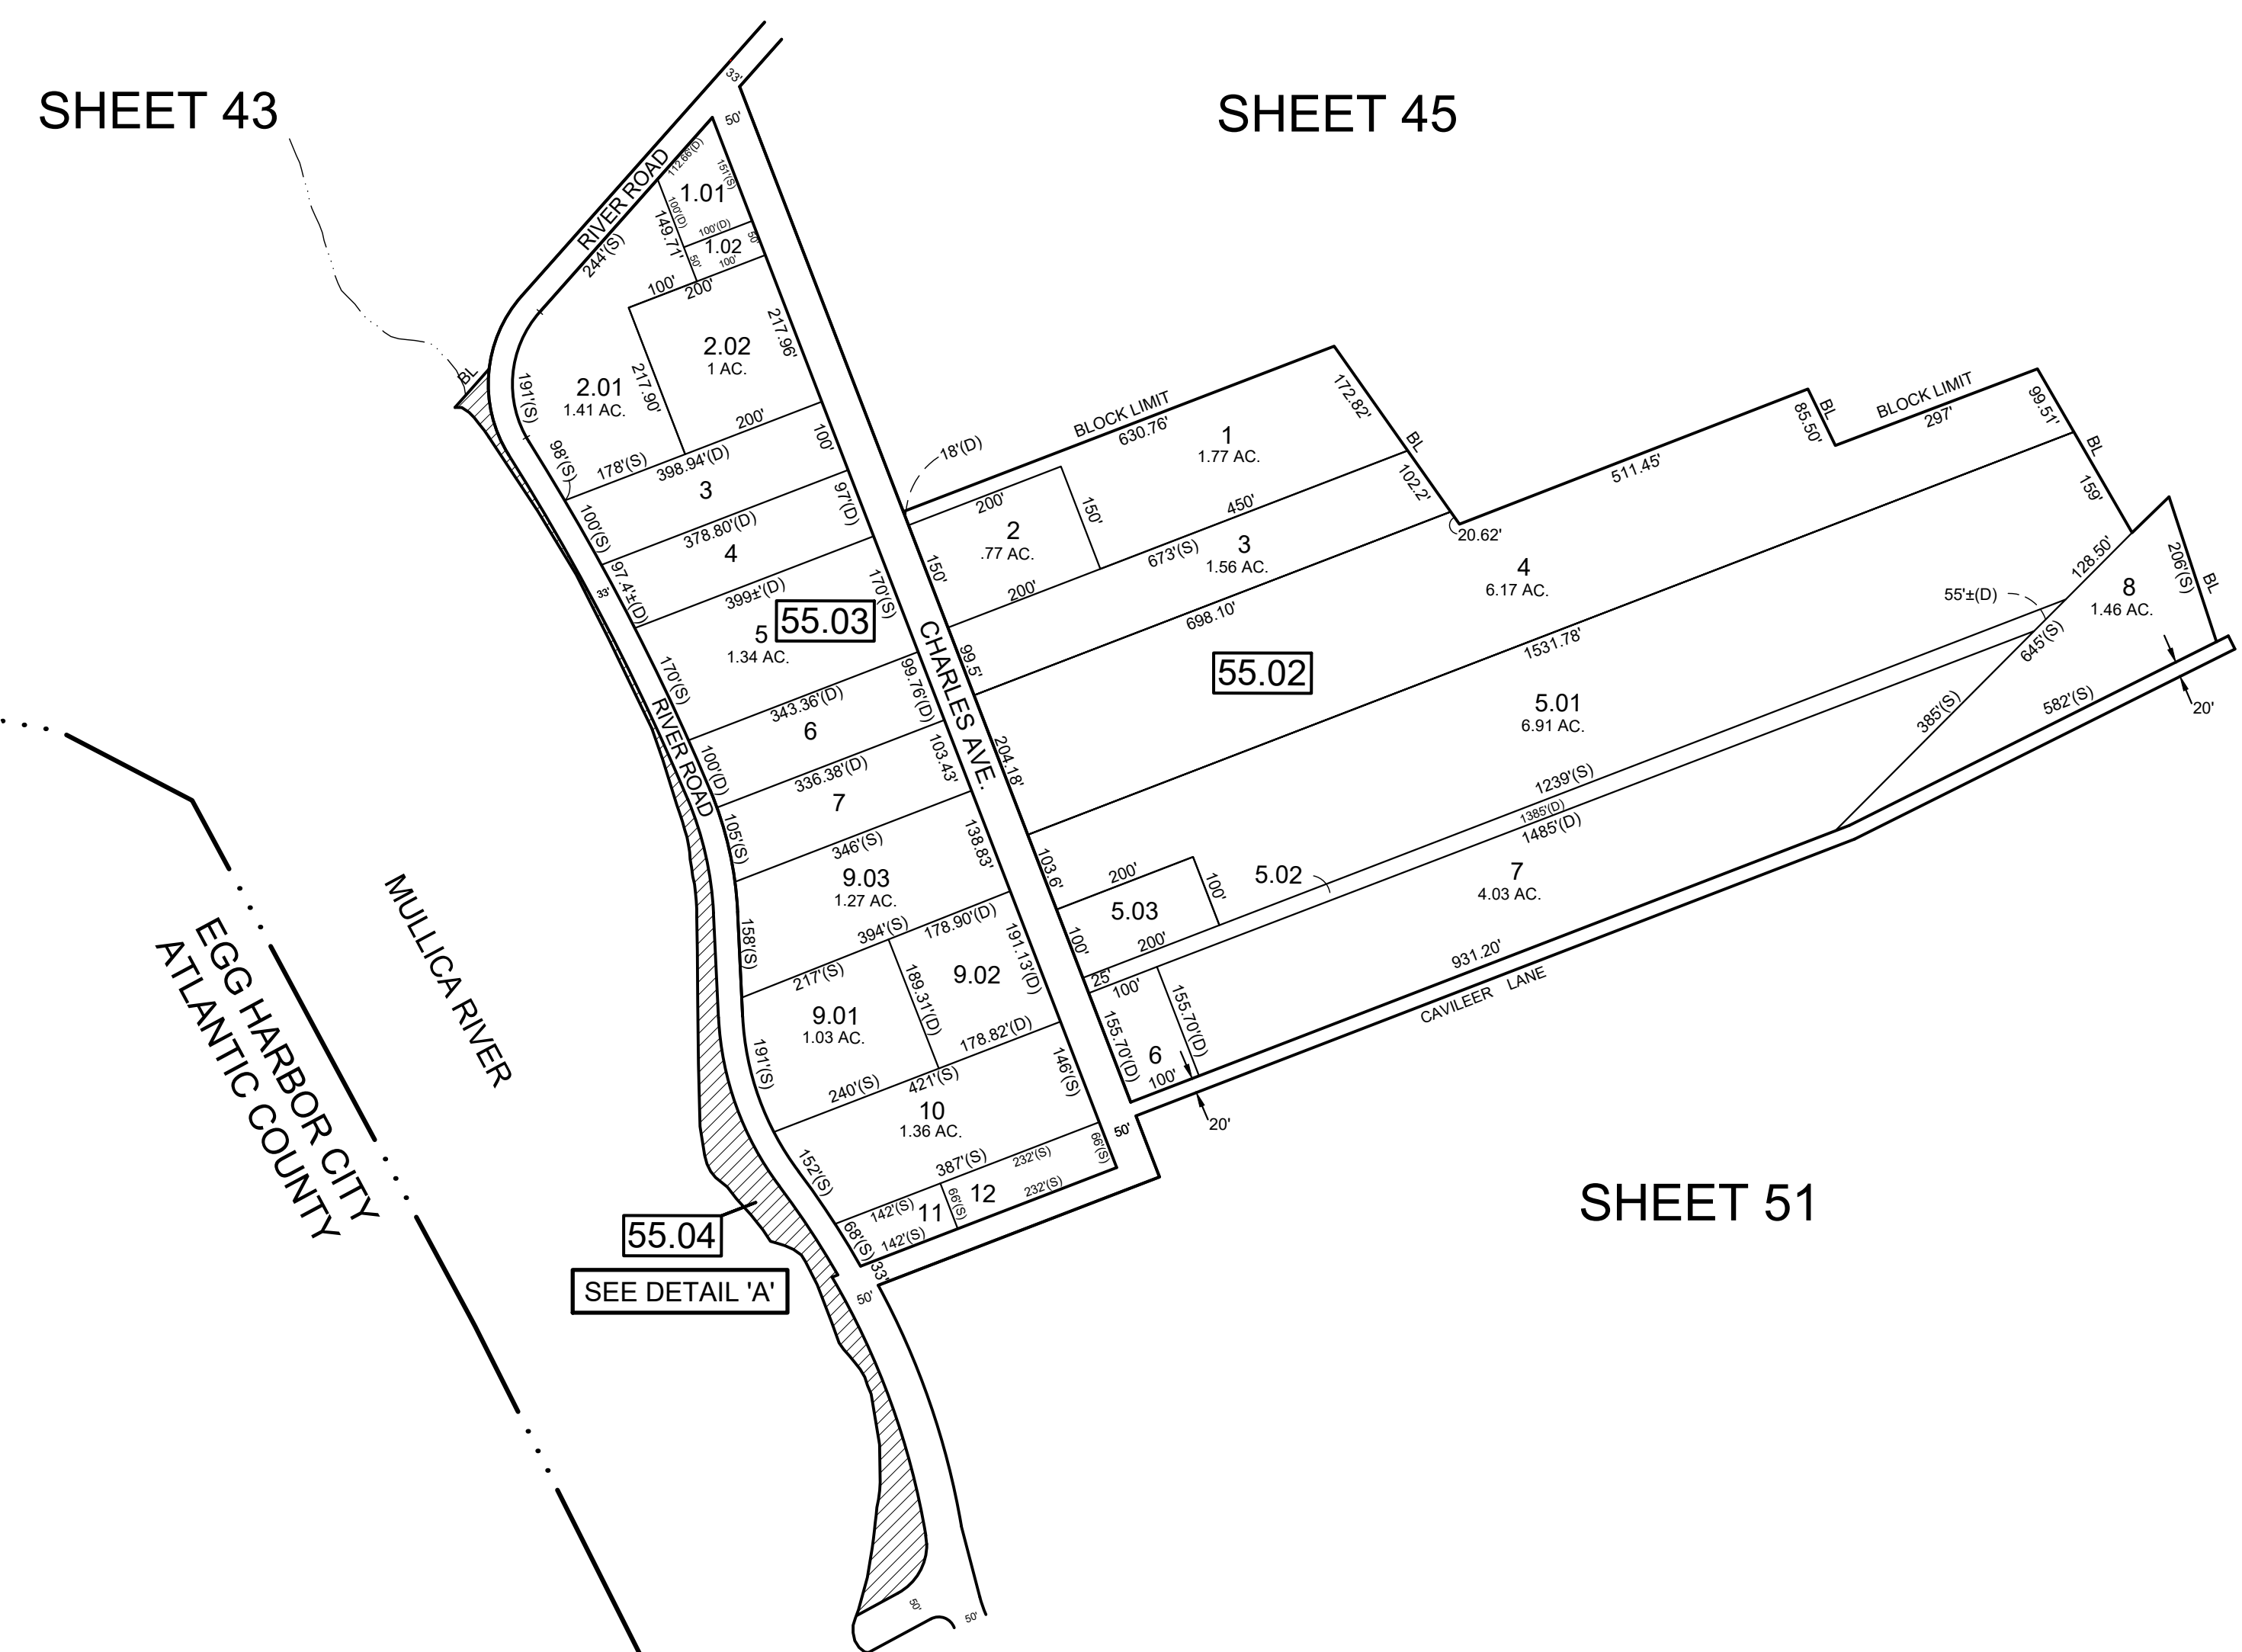 SHEET 43
SHEET 45
33'
50'
RIVER ROAD
112.66'(D)
151'(S)
1.01
100'(D)
149.71'
100'(D)
1.02
50'
50'
100'
244'(S)
100'
200'
217.96'
2.02
1 AC.
217.90'
2.01
1.41 AC.
191'(S)
BL
98'(S)
200'
178'(S)
398.94'(D)
100'
3
100'(S)
378.80'(D)
97'(D)
4
97.4'±(D)
33'
399±'(D)
170'(S)
55.03
5
1.34 AC.
170'(S)
343.36'(D)
99.76'(D)
6
RIVER ROAD
100'(D)
336.38'(D)
103.43'
7
105'(S)
346'(S)
138.83'
9.03
1.27 AC.
158'(S)
394'(S)
178.90'(D)
191.13'(D)
217'(S)
189.31'(D)
9.02
9.01
1.03 AC.
191'(S)
178.82'(D)
240'(S)
421'(S)
146'(S)
10
1.36 AC.
152'(S)
387'(S)
232'(S)
66'(S)
142'(S)
66'(S)
12
11
232'(S)
68'(S)
142'(S)
33'
50'
50'
CHARLES AVE.
18'(D)
BLOCK LIMIT
630.76'
172.82'
1
1.77 AC.
BL
102.2'
200'
150'
2
.77 AC.
150'
450'
673'(S)
3
1.56 AC.
200'
20.62'
99.5'
698.10'
511.45'
85.50'
BL
BLOCK LIMIT
297'
99.51'
BL
159'
4
6.17 AC.
204.18'
1531.78'
55.02
128.50'
206'(S)
BL
8
1.46 AC.
55'±(D)
645'(S)
5.01
6.91 AC.
385'(S)
582'(S)
20'
103.6'
1239'(S)
1385'(D)
1485'(D)
200'
100'
5.02
5.03
100'
200'
7
4.03 AC.
25'
100'
155.70'(D)
155.70'(D)
6
100'
931.20'
CAVILEER LANE
20'
SHEET 51
MULLICA RIVER
EGG HARBOR CITY
ATLANTIC COUNTY
55.04
SEE DETAIL 'A'
50'
50'